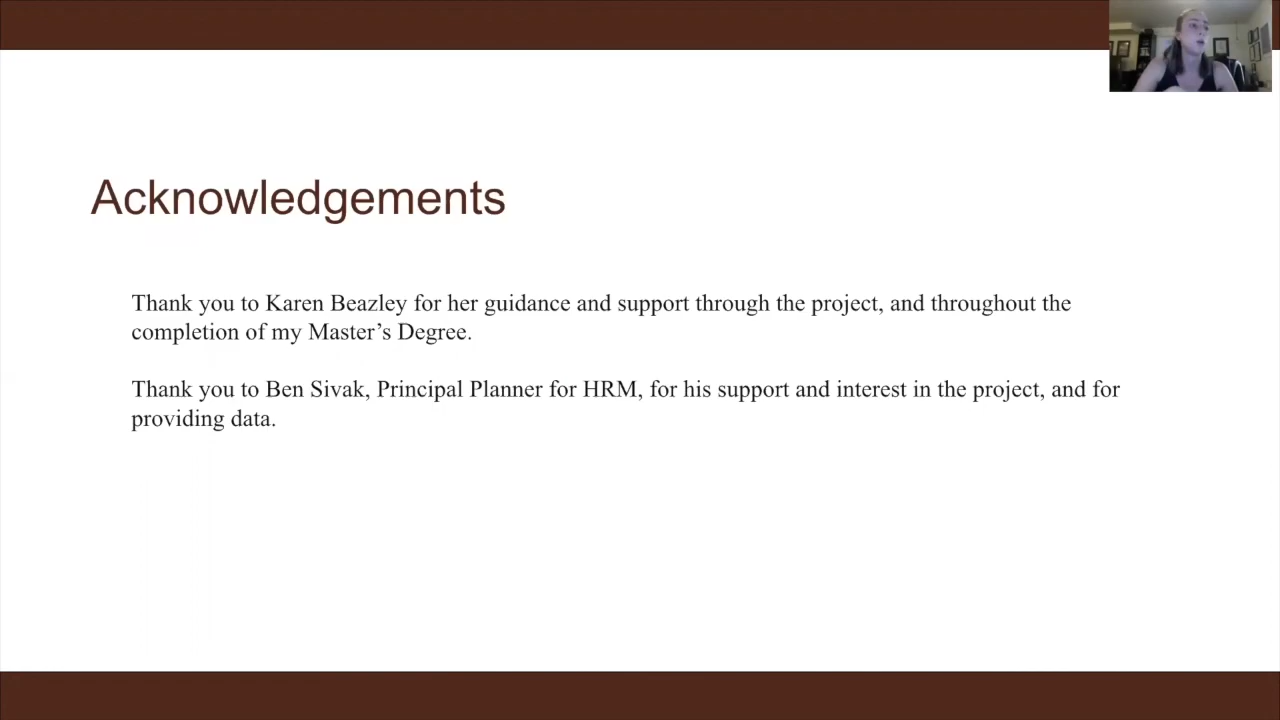 Acknowledgements
Thank you to Karen Beazley for her guidance and support through the project, and throughout the
completion of my Master’s Degree.
Thank you to Ben Sivak, Principal Planner for HRM, for his support and interest in the project, and for
providing data.